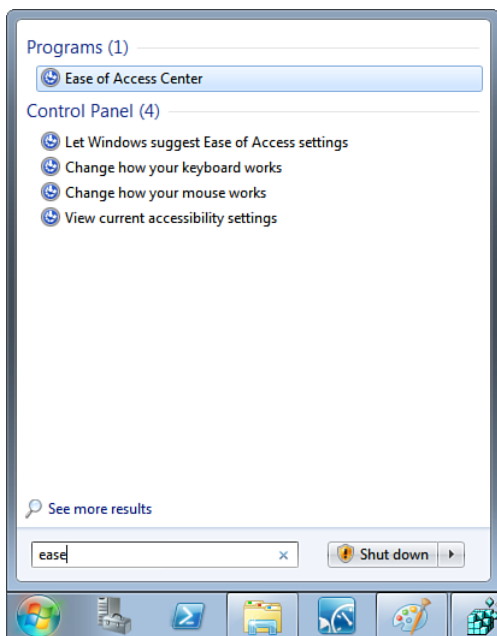 Programs (1)
Ease of Access Center
Control Panel (4)
Let Windows suggest Ease of Access settings
Change how your keyboard works
Change how your mouse works
View current accessibility settings
See more results
ease
Shut down